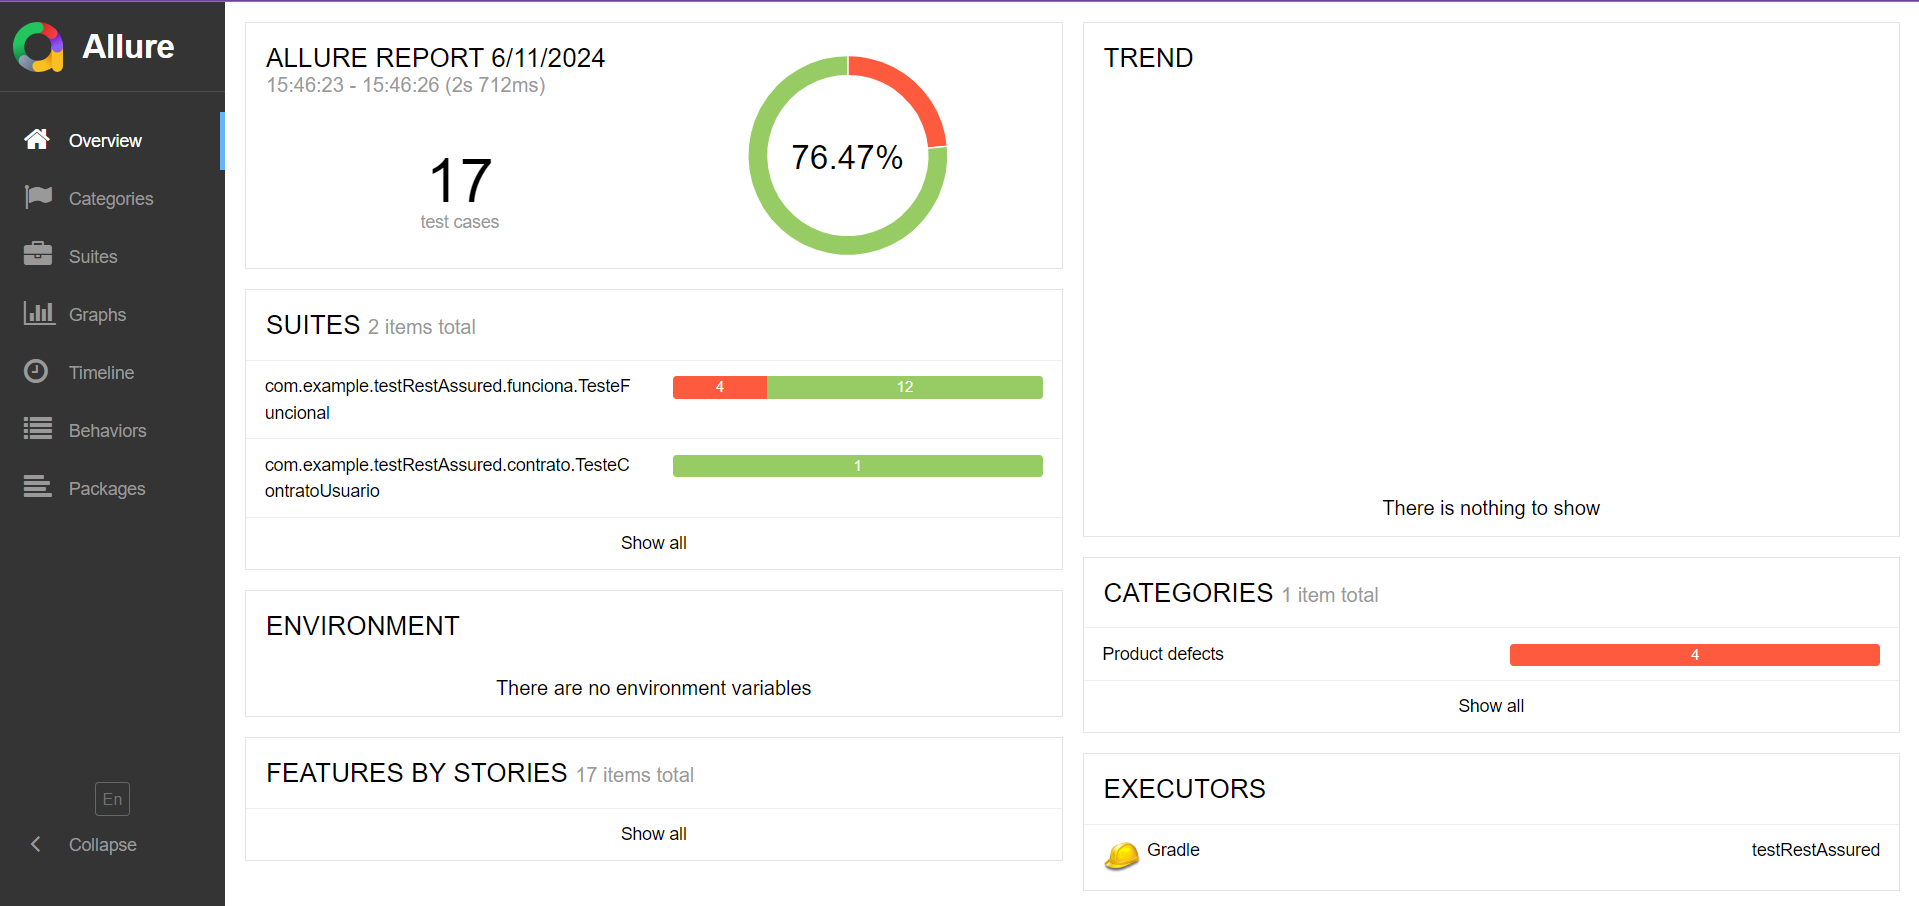 Allure
Overview
Categories
Suites
Graphs
Timeline
Behaviors
Packages
En
Collapse
ALLURE REPORT 6/11/2024
15:46:23 - 15:46:26 (2s 712ms)
17
test cases
76.47%
SUITES 2 items total
com.example.testRestAssured.funciona.TesteF
uncional
4 12
com.example.testRestAssured.contrato.TesteC
ontratoUsuario
1
Show all
ENVIRONMENT
There are no environment variables
FEATURES BY STORIES 17 items total
Show all
TREND
There is nothing to show
CATEGORIES 1 item total
Product defects 4
Show all
EXECUTORS
Gradle testRestAssured